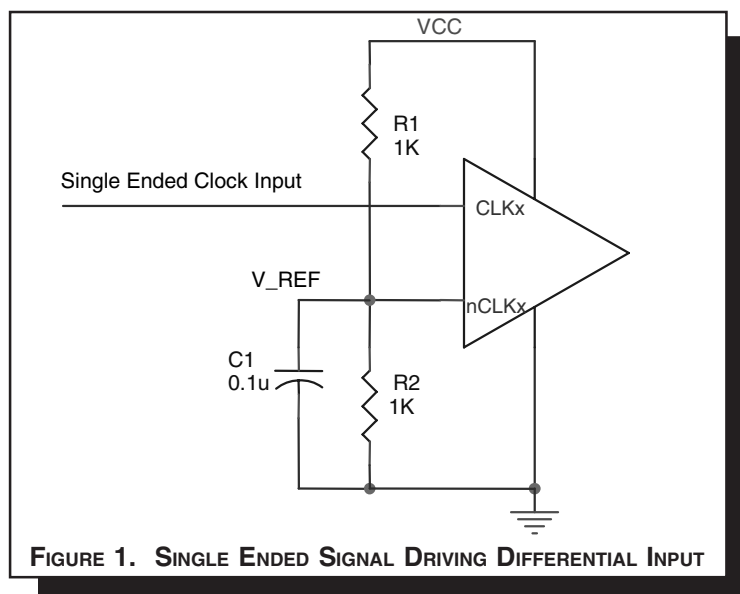 VCC
R1
1K
Single Ended Clock Input
CLKx
V_REF
nCLKx
C1
0.1u
R2
1K
FIGURE 1. SINGLE ENDED SIGNAL DRIVING DIFFERENTIAL INPUT